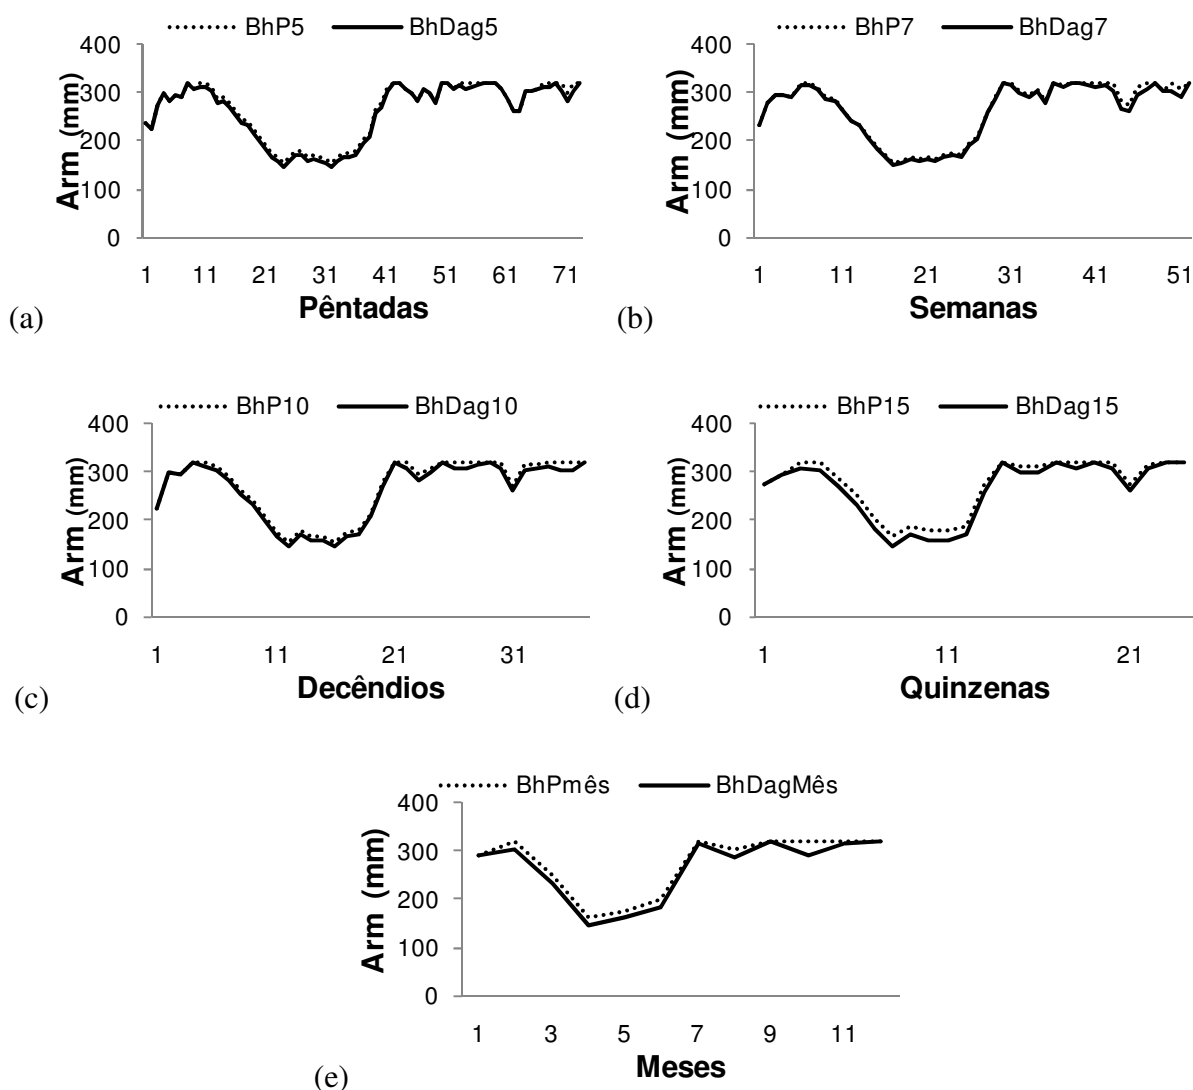 BhP5 BhDag5
400
300
200
100
0
Arm (mm)
1 11 21 31 41 51 61 71
Pêntadas
(a)
BhP7 BhDag7
400
300
200
100
0
Arm (mm)
1 11 21 31 41 51
Semanas
(b)
BhP10 BhDag10
400
300
200
100
0
Arm (mm)
1 11 21 31
Decêndios
(c)
BhP15 BhDag15
400
300
200
100
0
Arm (mm)
1 11 21
Quinzenas
(d)
BhPmês BhDagMês
400
300
200
100
0
Arm (mm)
1 3 5 7 9 11
Meses
(e)